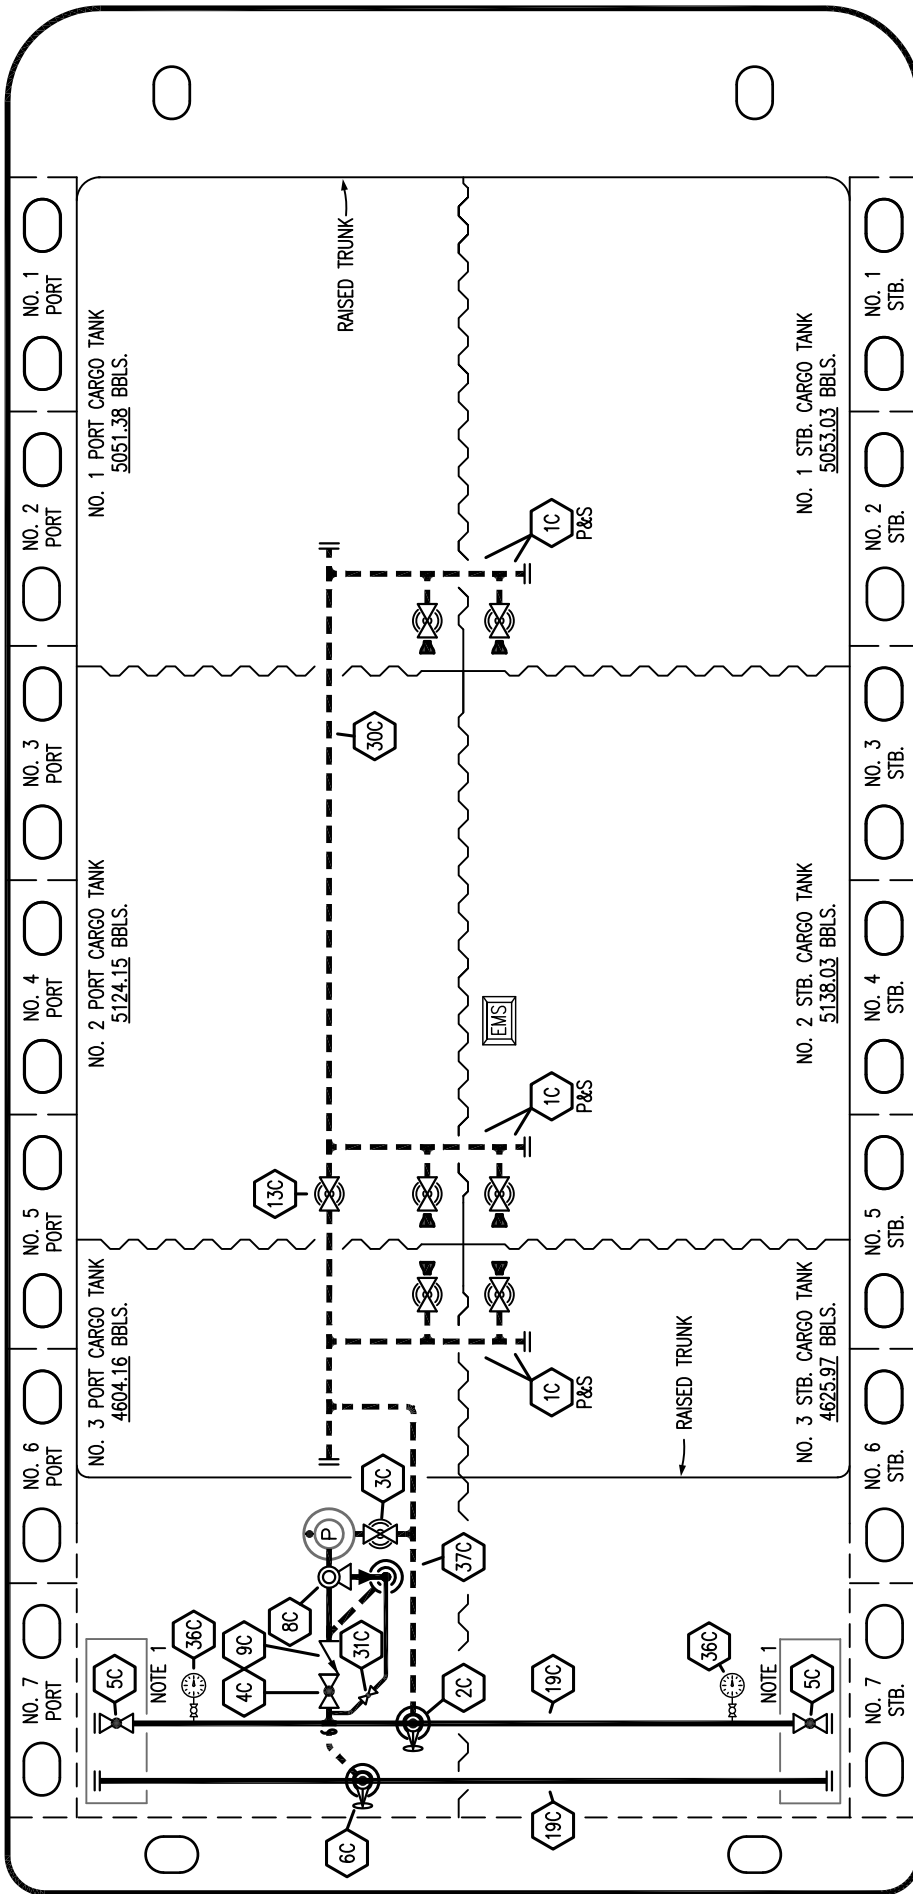 NO. 1
PORT
NO. 2
PORT
NO. 3
PORT
NO. 4
PORT
NO. 5
PORT
NO. 6
PORT
NO. 7
PORT
NO. 1 PORT CARGO TANK
5051.38 BBLS.
NO. 2 PORT CARGO TANK
5124.15 BBLS.
NO. 3 PORT CARGO TANK
4604.16 BBLS.
RAISED TRUNK
1C
P&S
30C
EMS
1C
P&S
13C
1C
P&S
RAISED TRUNK
3C
P
37C
8C
9C
4C
31C
2C
36C
5C
NOTE 1
19C
6C
19C
36C
NOTE 1
5C
NO. 1 STB. CARGO TANK
5053.03 BBLS.
NO. 2 STB. CARGO TANK
5138.03 BBLS.
NO. 3 STB. CARGO TANK
4625.97 BBLS.
NO. 1
STB.
NO. 2
STB.
NO. 3
STB.
NO. 4
STB.
NO. 5
STB.
NO. 6
STB.
NO. 7
STB.